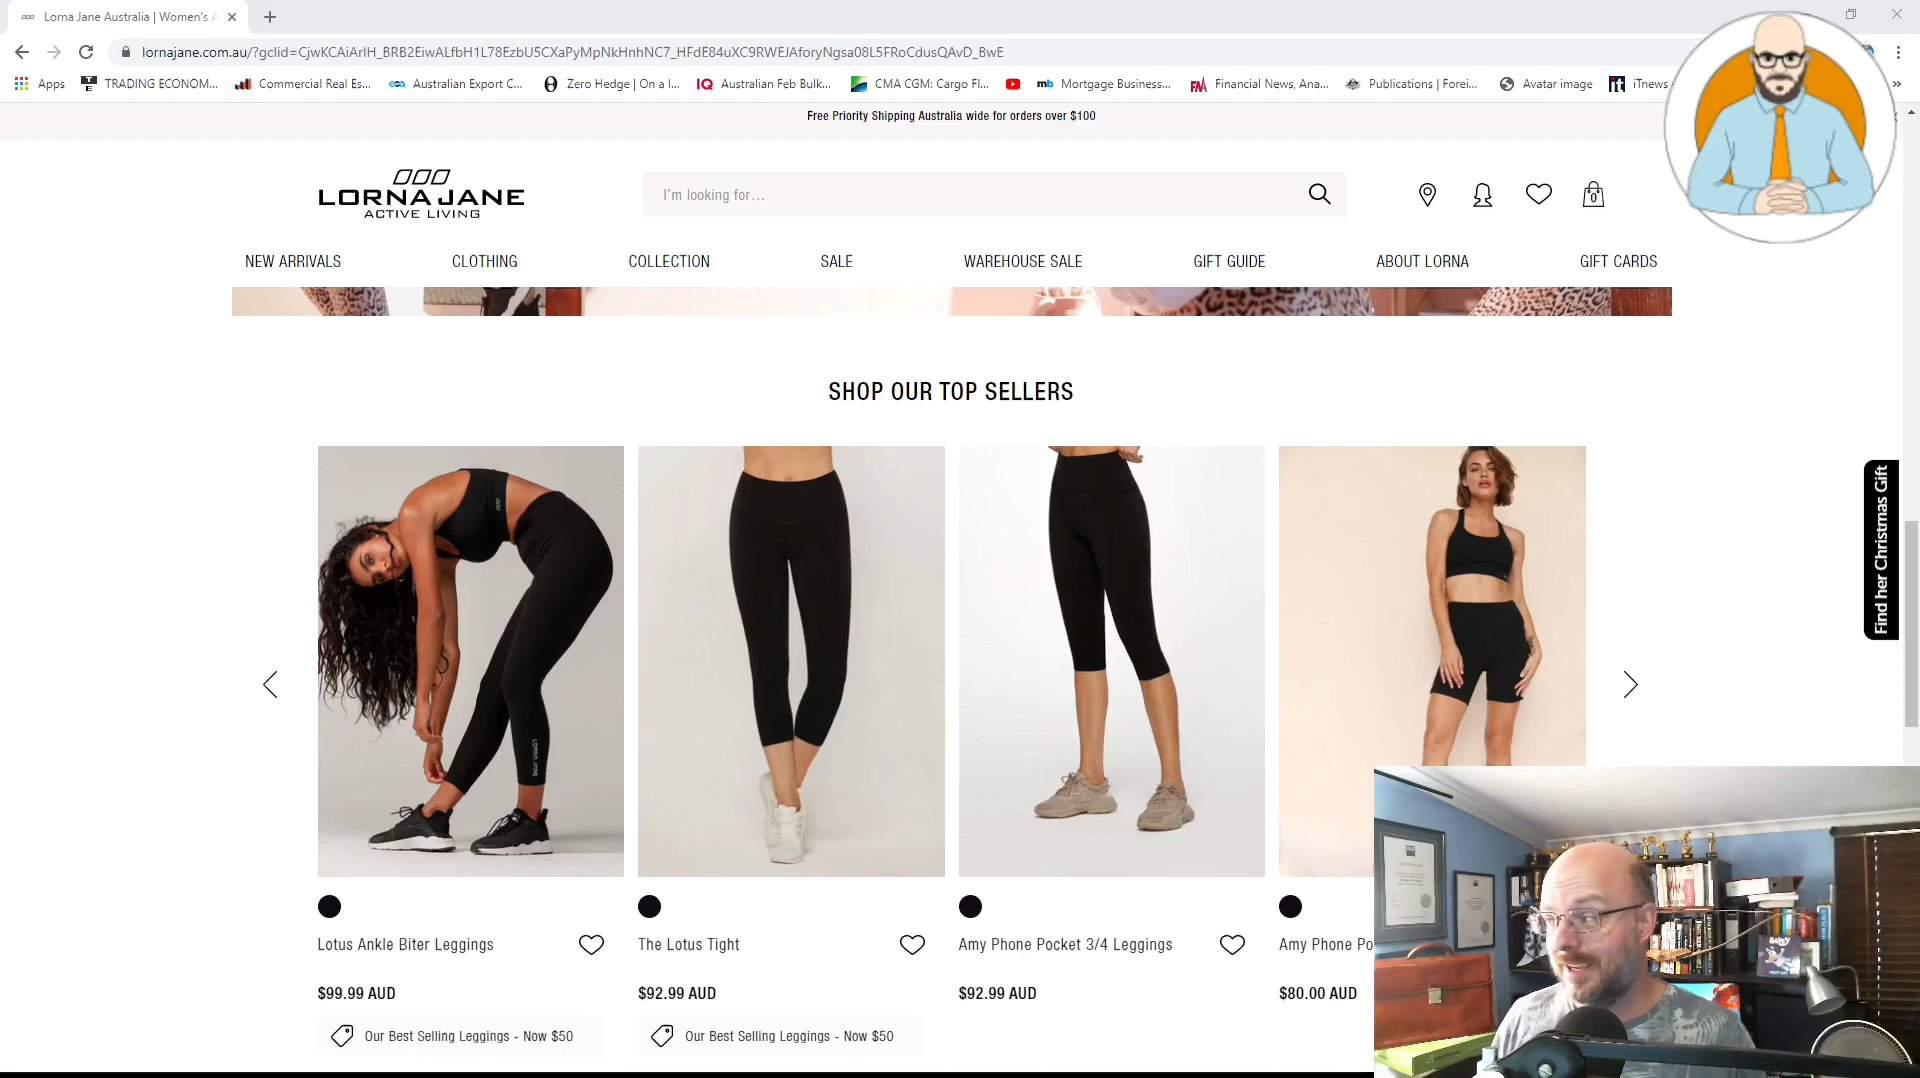 Lorna Jane Australia | Women's A
lornajane.com.au/?gclid=CjwKCAiArIH_BRB2EiwALfbH1L78EzbU5CXaPyMpNkHnhNC7_HFdE84uXC9RWEJAforyNgsa08L5FRoCdusQAvD_BwE
Apps TRADING ECONOM... Commercial Real Es... Australian Export C... Zero Hedge | On a l... IQ Australian Feb Bulk... CMA CGM: Cargo Fl... mb Mortgage Business... FM Financial News, Ana... Publications | Forei... Avatar image it iTnews
Free Priority Shipping Australia wide for orders over $100
LORNA JANE
ACTIVE LIVING
I'm looking for...
0
NEW ARRIVALS CLOTHING COLLECTION SALE WAREHOUSE SALE GIFT GUIDE ABOUT LORNA GIFT CARDS
SHOP OUR TOP SELLERS
LORNA JANE
Find her Christmas Gift
Lotus Ankle Biter Leggings The Lotus Tight Amy Phone Pocket 3/4 Leggings Amy Phone Po
$99.99 AUD $92.99 AUD $92.99 AUD $80.00 AUD
Our Best Selling Leggings - Now $50 Our Best Selling Leggings - Now $50